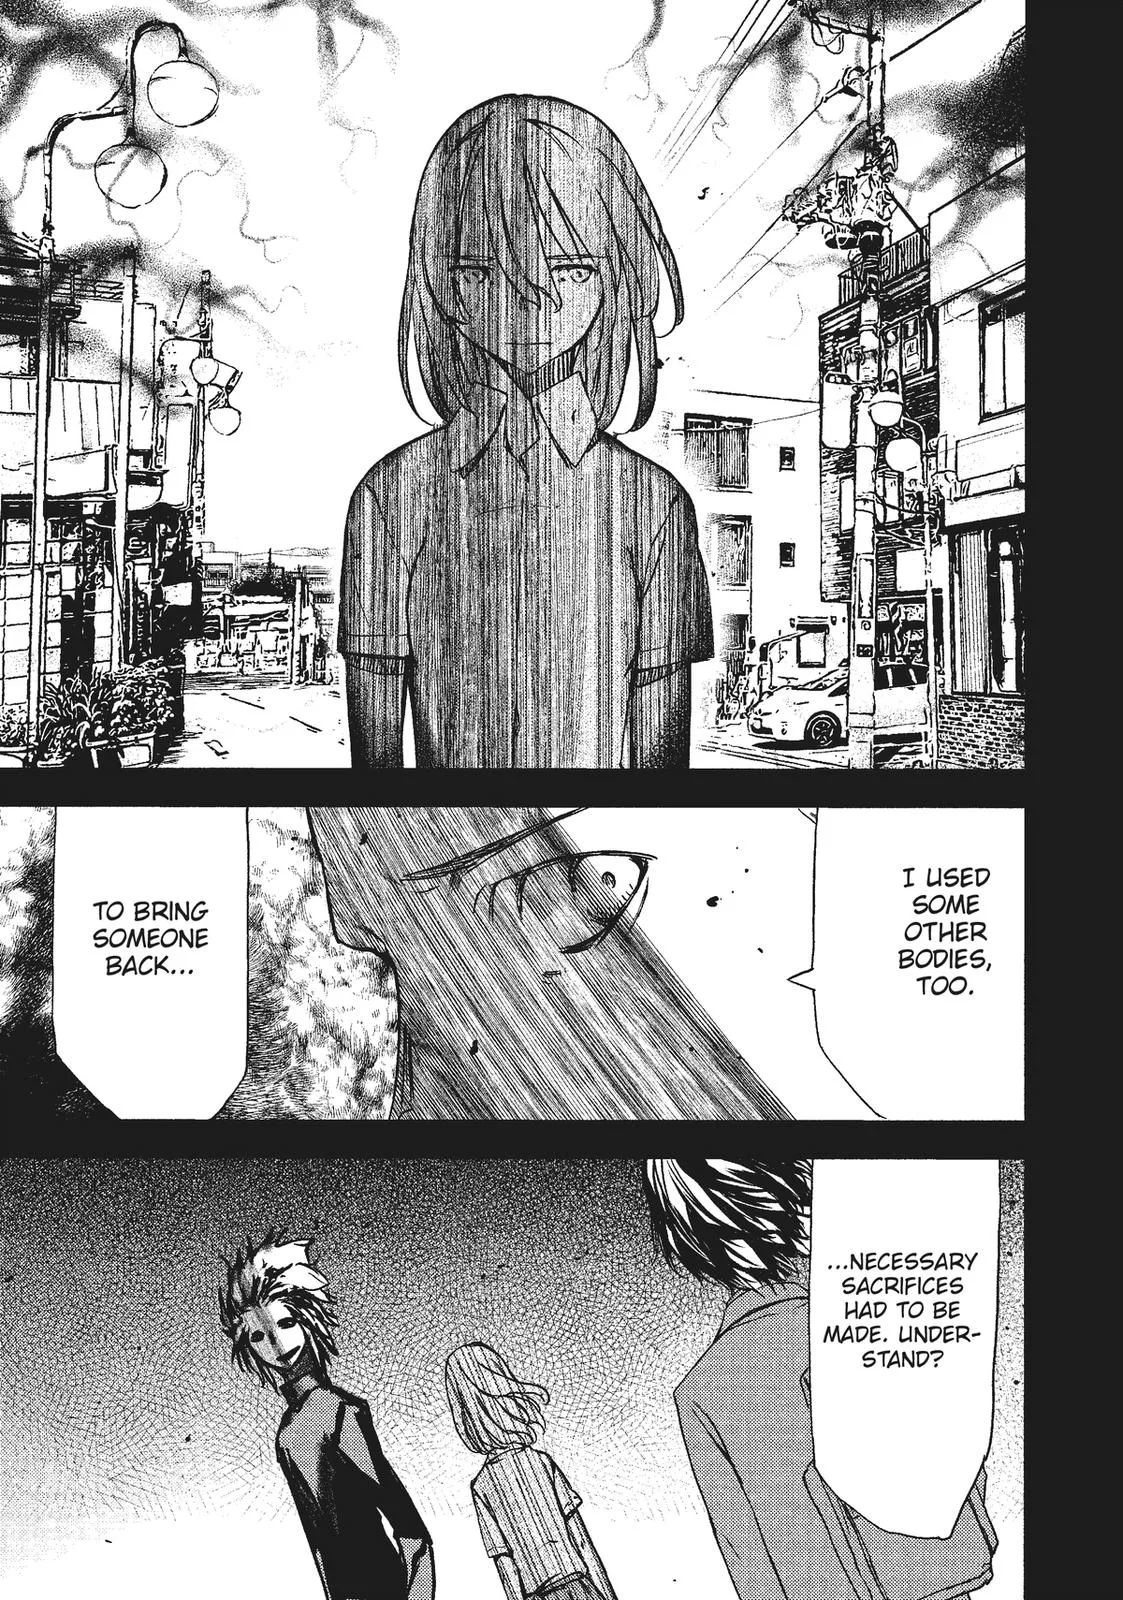 I USED
SOME
OTHER
BODIES,
TOO.
TO BRING
SOMEONE
BACK...
...NECESSARY
SACRIFICES
HAD TO BE
MADE. UNDER-
STAND?